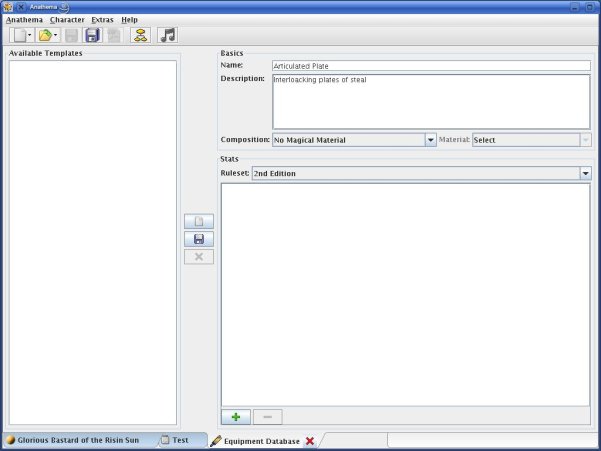 Anathema
Anathema Character Extras Help
Available Templates
Basics
Name: Articulated Plate
Description: Interloacking plates of steal
Composition: No Magical Material Material: Select
Stats
Ruleset: 2nd Edition
Glorious Bastard of the Risin Sun Test Equipment Database